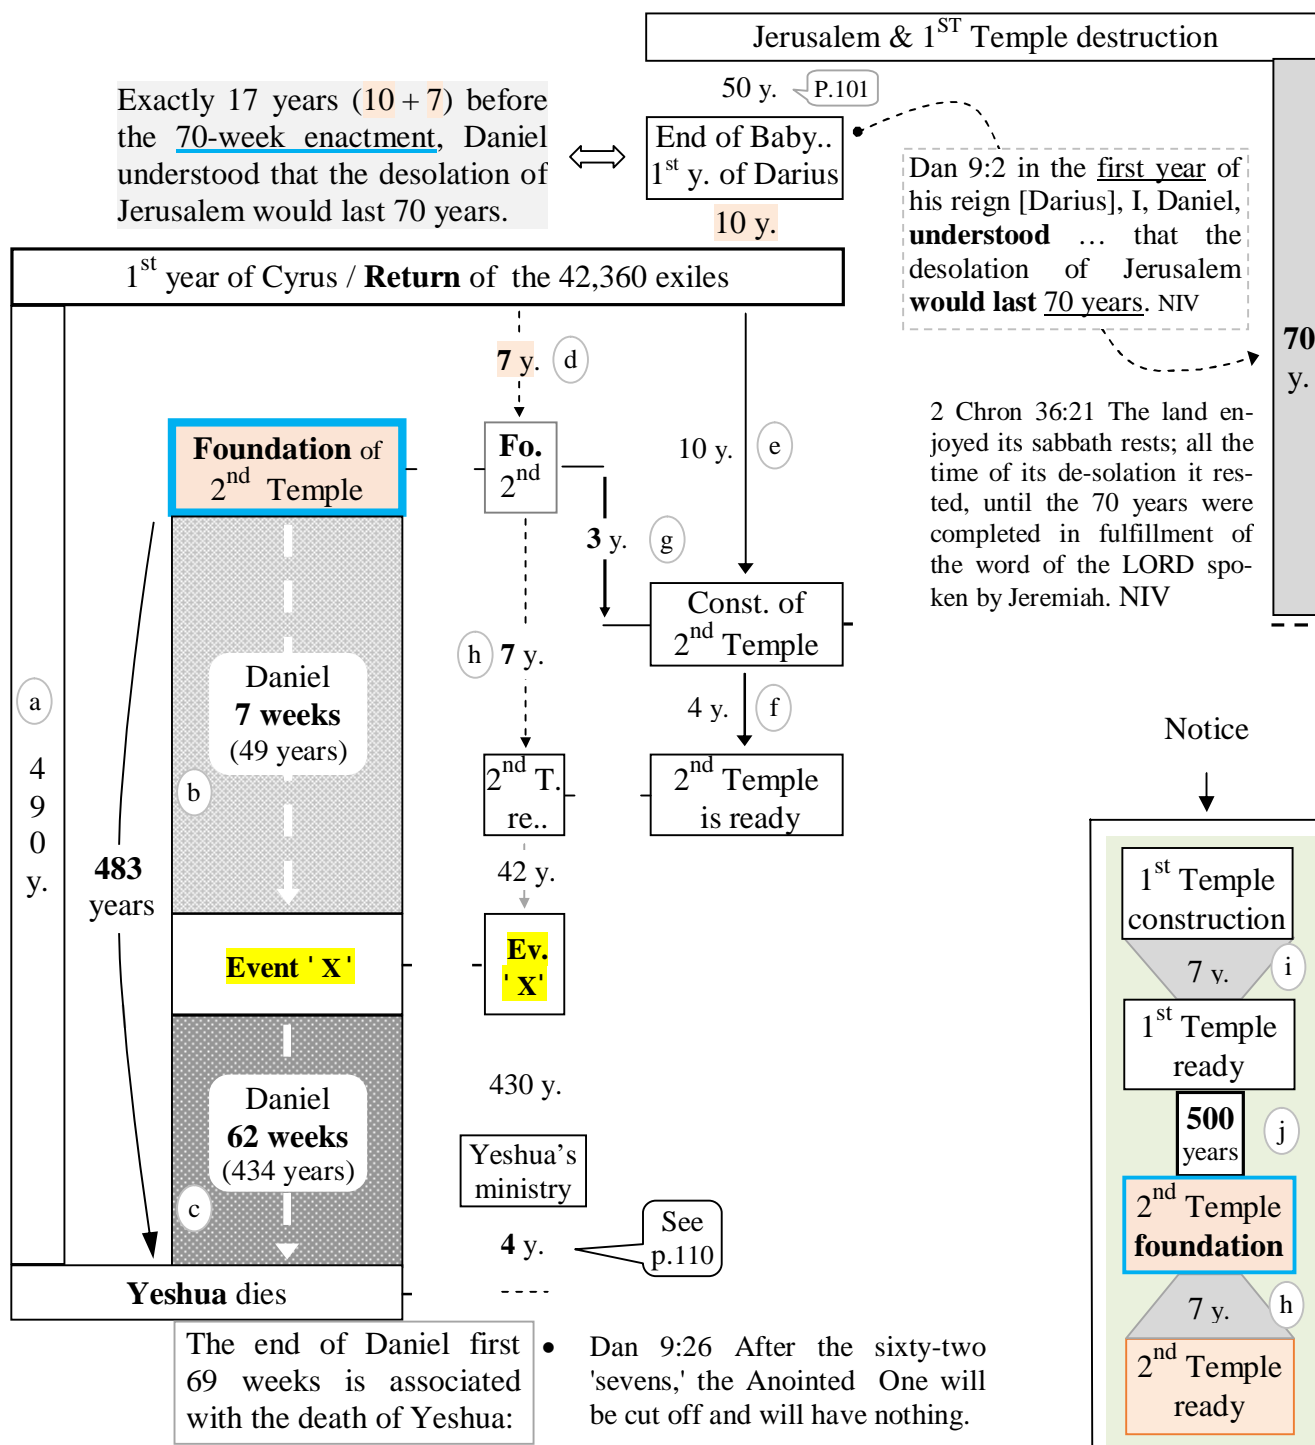 Jerusalem & 1ST Temple destruction
50 y.
P.101
Exactly 17 years (10 + 7) before
the 70-week enactment, Daniel
understood that the desolation of
Jerusalem would last 70 years.
End of Baby..
1st y. of Darius
10 y.
Dan 9:2 in the first year of
his reign [Darius], I, Daniel,
understood … that the
desolation of Jerusalem
would last 70 years. NIV
70
y.
1st year of Cyrus / Return of the 42,360 exiles
7 y.
d
10 y.
e
2 Chron 36:21 The land en-
joyed its sabbath rests; all the
time of its de-solation it res-
ted, until the 70 years were
completed in fulfillment of
the word of the LORD spo-
ken by Jeremiah. NIV
Foundation of
2nd Temple
Fo.
2nd
3 y.
g
Const. of
2nd Temple
h
7 y.
4 y.
f
a
4
9
0
y.
483
years
Daniel
7 weeks
(49 years)
b
2nd T.
re..
2nd Temple
is ready
42 y.
Event ' X'
Ev.
' X'
430 y.
Daniel
62 weeks
(434 years)
c
Yeshua’s
ministry
4 y.
See
p.110
Yeshua dies
The end of Daniel first
69 weeks is associated
with the death of Yeshua:
• Dan 9:26 After the sixty-two
'sevens,' the Anointed One will
be cut off and will have nothing.
Notice
1st Temple
construction
7 y.
i
1st Temple
ready
500
years
j
2nd Temple
foundation
7 y.
h
2nd Temple
ready